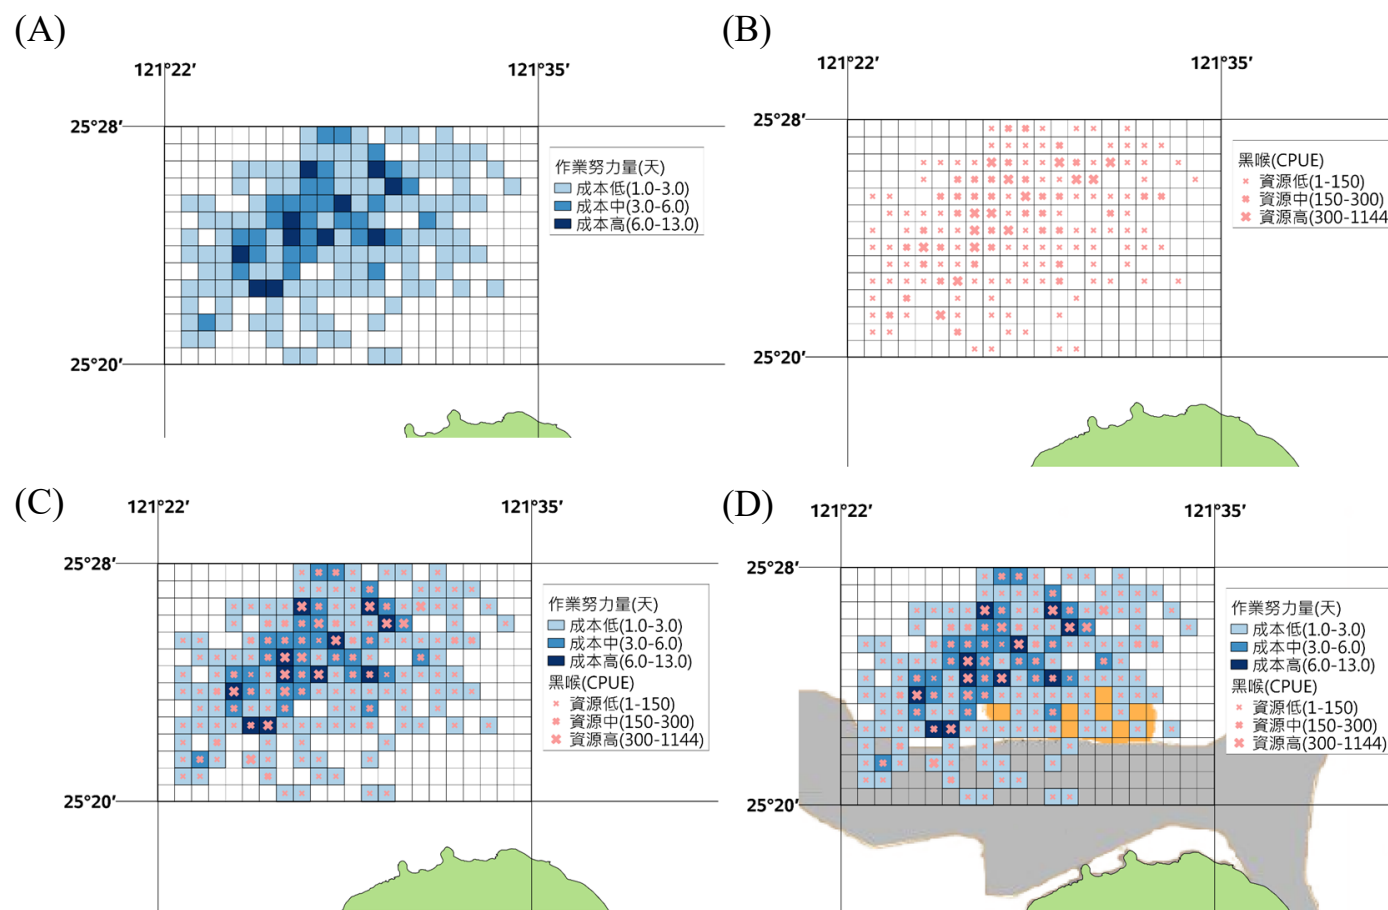 (A)
121°22′ 121°35′
25°28′
作業努力量(天)
成本低(1.0-3.0)
成本中(3.0-6.0)
成本高(6.0-13.0)
25°20′
(B)
121°22′ 121°35′
25°28′
黑喉(CPUE)
資源低(1-150)
資源中(150-300)
資源高(300-1144
25°20′
(C)
121°22′ 121°35′
25°28′
作業努力量(天)
成本低(1.0-3.0)
成本中(3.0-6.0)
成本高(6.0-13.0)
黑喉(CPUE)
資源低(1-150)
資源中(150-300)
資源高(300-1144)
25°20′
(D)
121°22′ 121°35′
25°28′
作業努力量(天)
成本低(1.0-3.0)
成本中(3.0-6.0)
成本高(6.0-13.0)
黑喉(CPUE)
資源低(1-150)
資源中(150-300)
資源高(300-1144)
25°20′